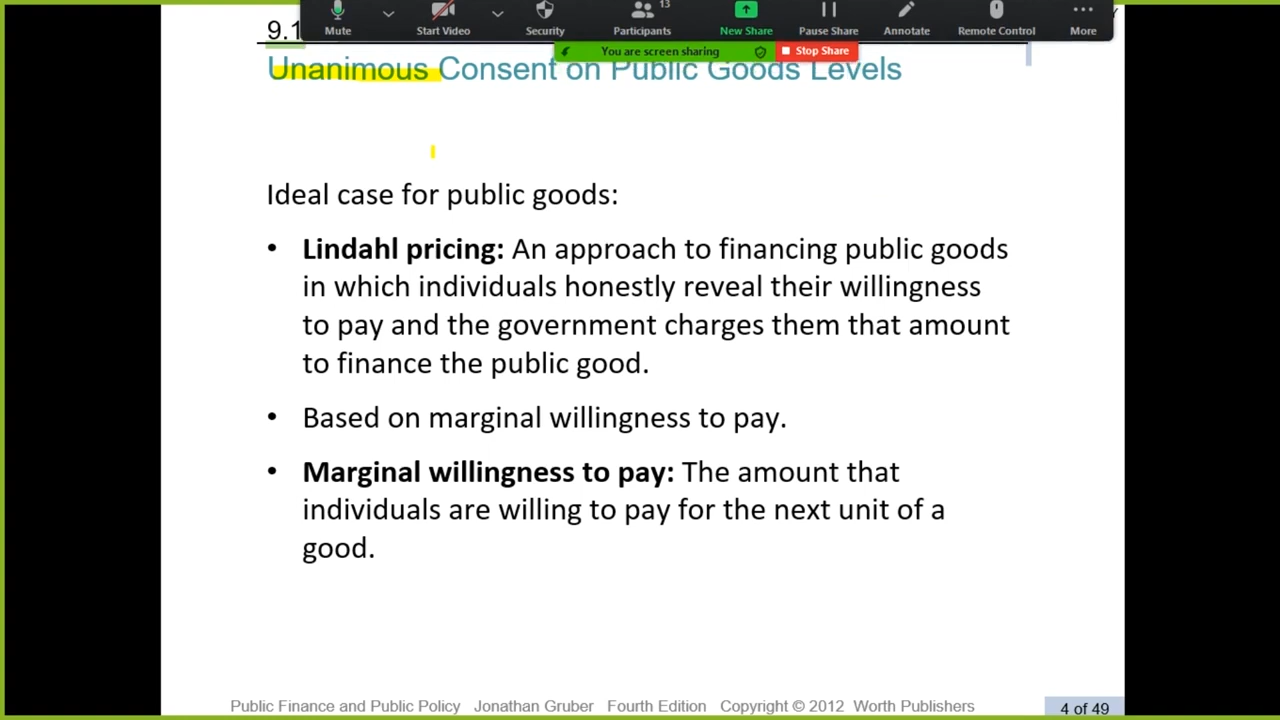 13
9.1
Mute
Start Video
Security
Participants
New Share
Pause Share
Annotate
Remote Control
More
You are screen sharing
Stop Share
Unanimous Consent on Public Goods Levels
Ideal case for public goods:
• Lindahl pricing: An approach to financing public goods
in which individuals honestly reveal their willingness
to pay and the government charges them that amount
to finance the public good.
• Based on marginal willingness to pay.
• Marginal willingness to pay: The amount that
individuals are willing to pay for the next unit of a
good.
Public Finance and Public Policy Jonathan Gruber Fourth Edition Copyright © 2012 Worth Publishers
4 of 49